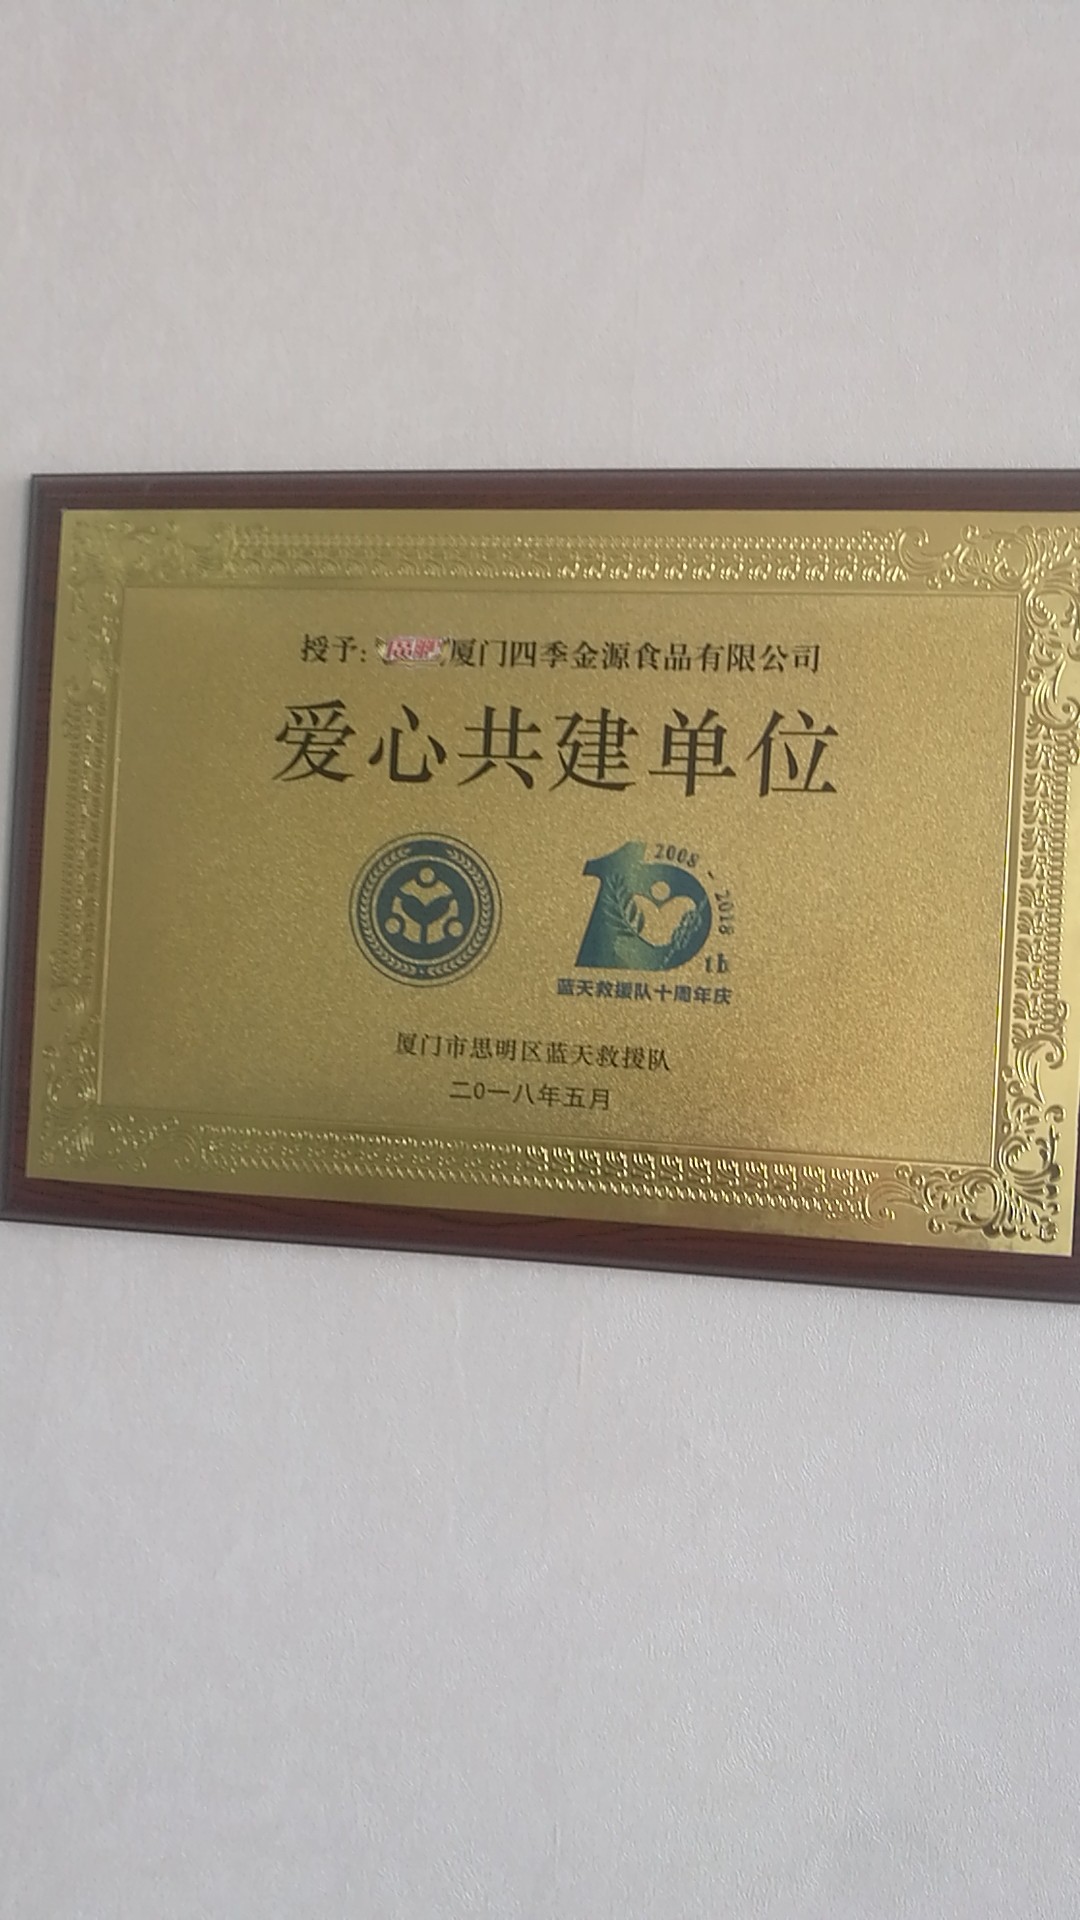 授予: 厦门四季金源食品有限公司
爱心共建单位
2008 - 2018
10th
蓝天救援队十周年庆
厦门市思明区蓝天救援队
二0一八年五月